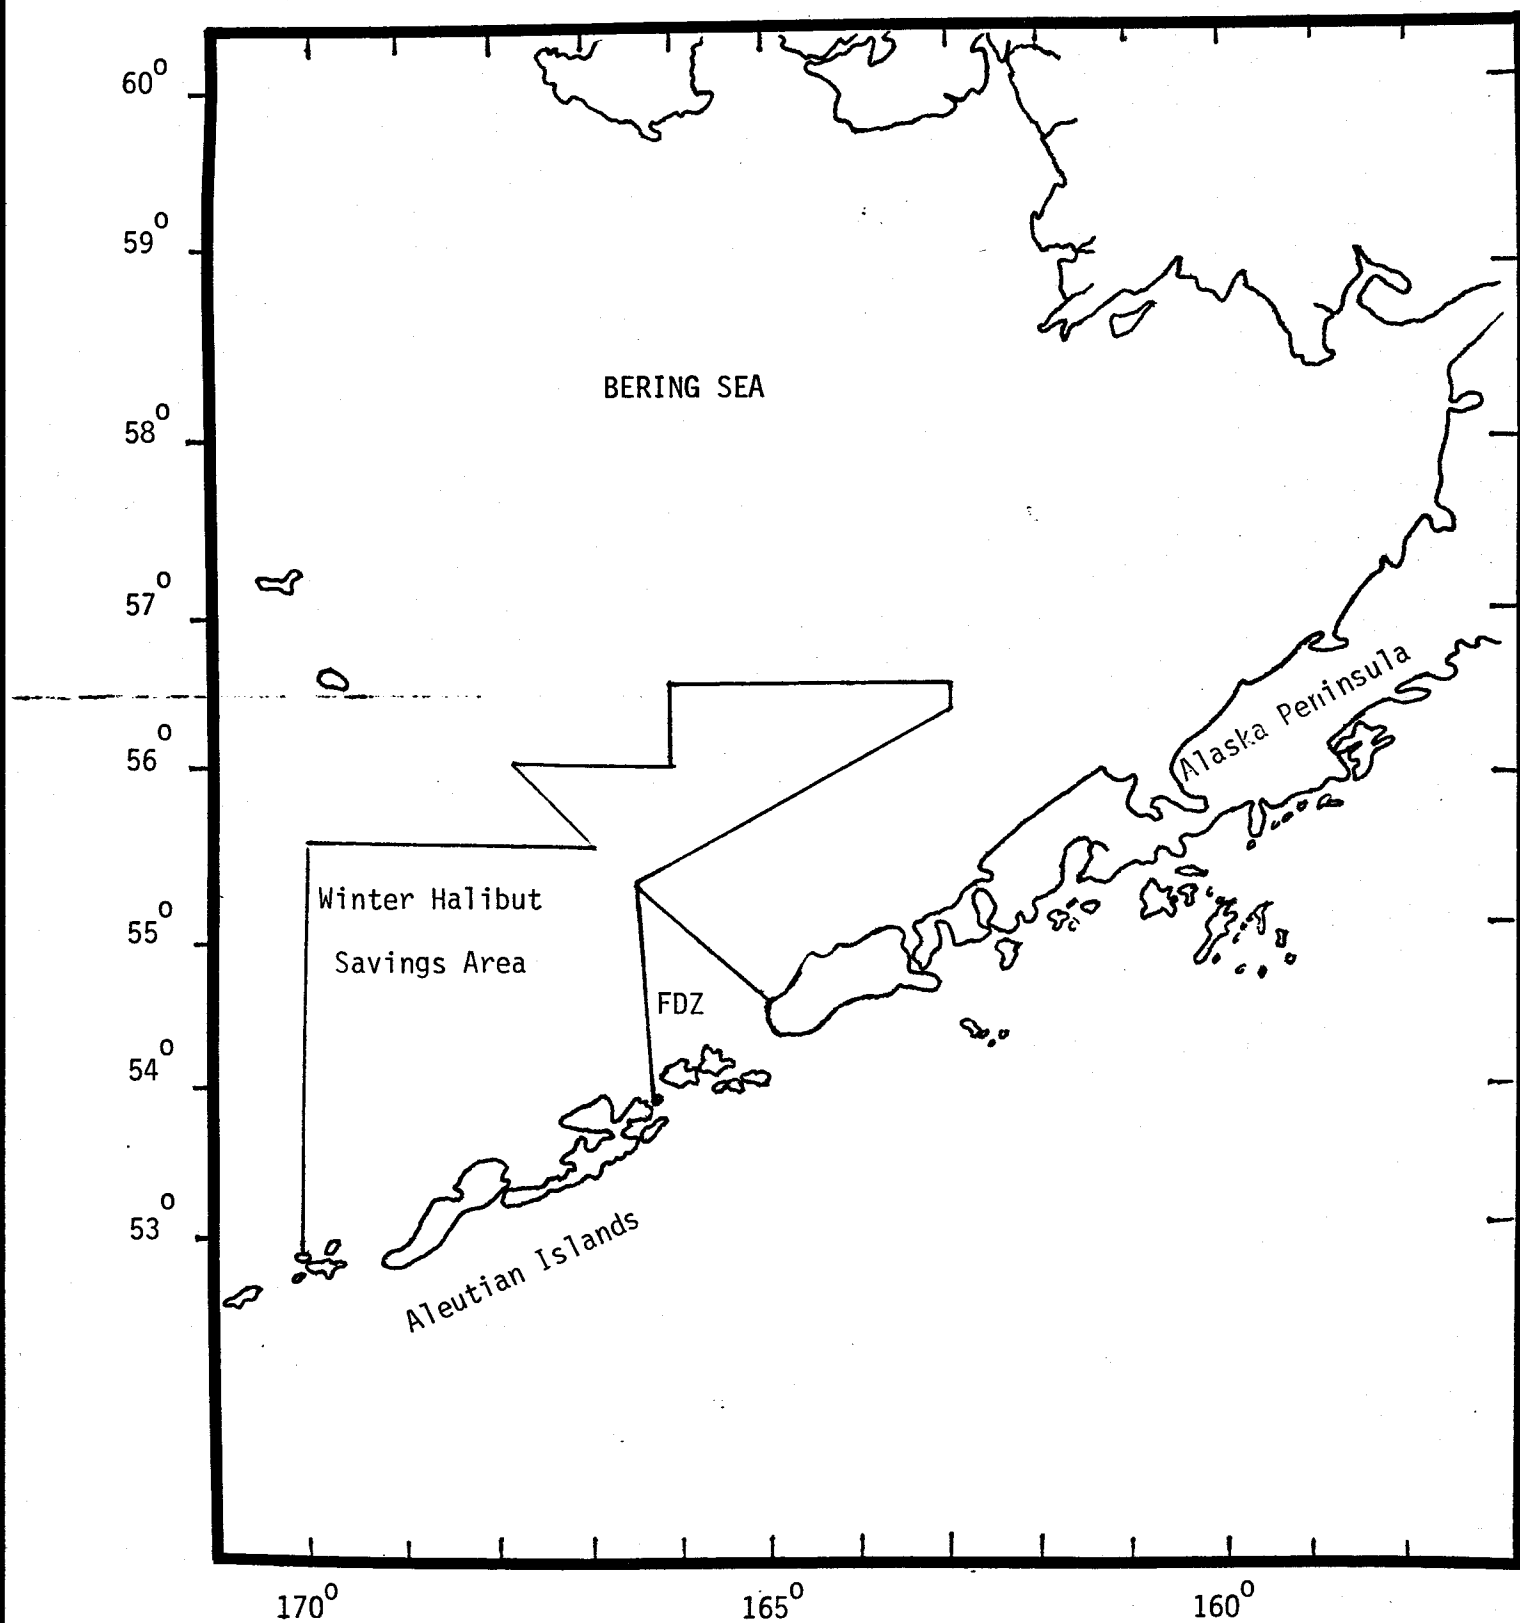 60°
59°
58°
57°
56°
55°
54°
53°
BERING SEA
Alaska Peninsula
Winter Halibut
Savings Area
FDZ
Aleutian Islands
170°
165°
160°